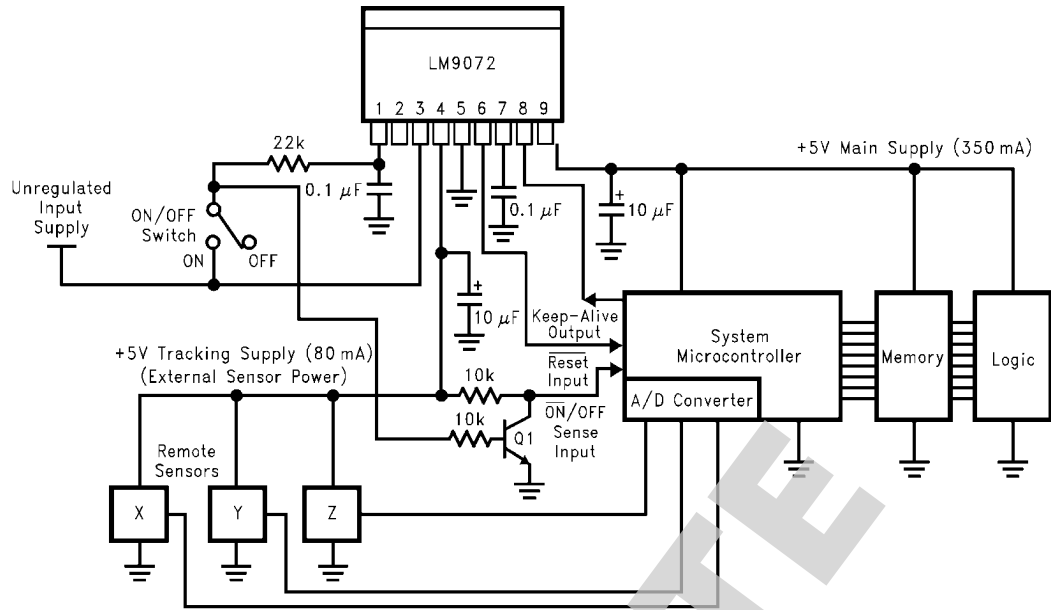 LM9072
1 2 3 4 5 6 7 8 9
22k
0.1 μF
0.1 μF
+
10 μF
+5V Main Supply (350 mA)
Unregulated
Input
Supply
ON/OFF
Switch
ON
OFF
+
10 μF
Keep-Alive
Output
Reset
Input
ON/OFF
Sense
Input
System
Microcontroller
A/D Converter
Memory
Logic
+5V Tracking Supply (80 mA)
(External Sensor Power)
10k
10k
Q1
Remote
Sensors
X
Y
Z
TE